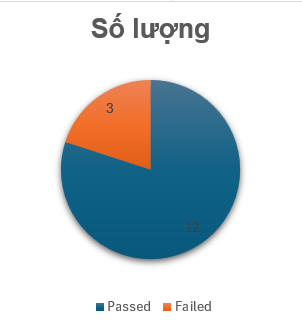 Số lượng
3
12
Passed Failed